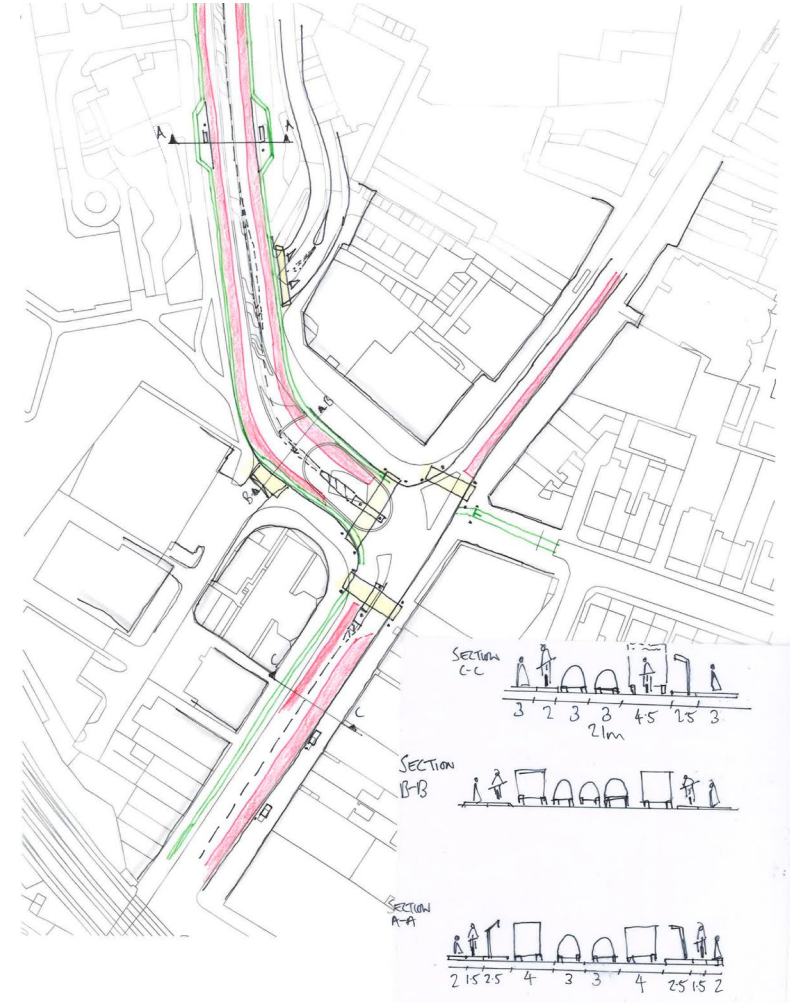 A A
A B
B
C
C
SECTION
C-C
3 2 3 3 4.5 2.5 3
21m
SECTION
B-B
SECTION
A-A
2 1.5 2.5 4 3 3 4 2.5 1.5 2